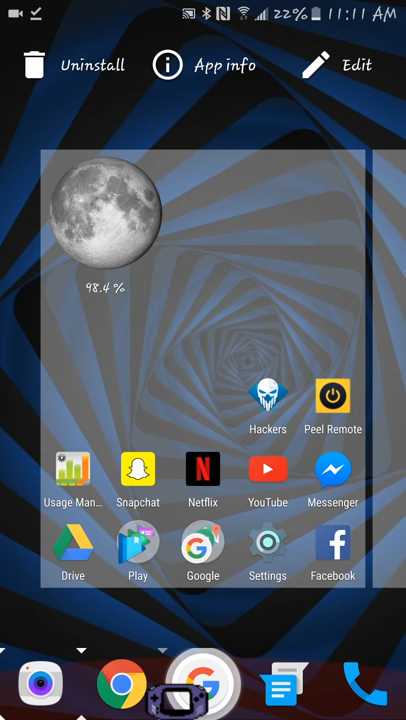 22% 11:11 AM
Uninstall App info Edit
98.4 %
Hackers Peel Remote
Usage Man... Snapchat Netflix YouTube Messenger
Drive Play Google Settings Facebook